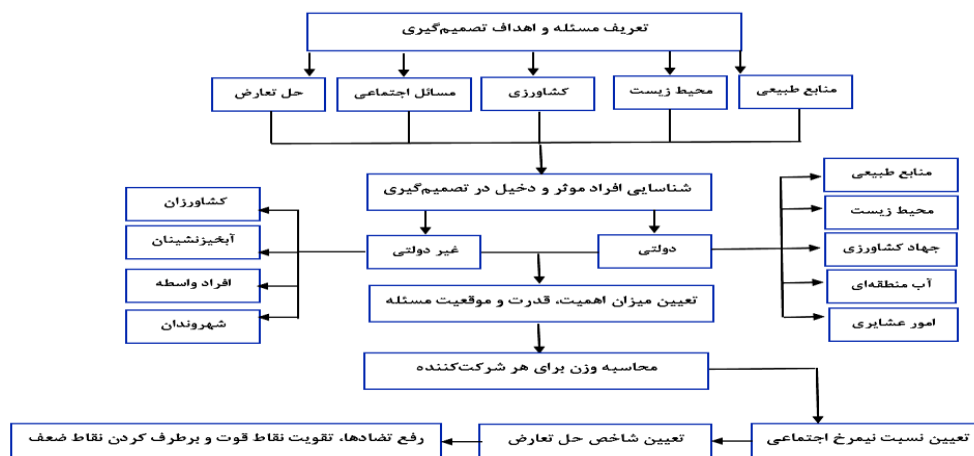 تعریف مسئله و اهداف تصمیم‌گیری
منابع طبیعی
محیط زیست
کشاورزی
مسائل اجتماعی
حل تعارض
شناسایی افراد موثر و دخیل در تصمیم‌گیری
دولتی
غیر دولتی
منابع طبیعی
محیط زیست
جهاد کشاورزی
آب منطقه‌ای
امور عشایری
کشاورزان
آبخیزنشینان
افراد واسطه
شهروندان
تعیین میزان اهمیت، قدرت و موقعیت مسئله
محاسبه وزن برای هر شرکت‌کننده
تعیین نسبت نیمرخ اجتماعی
تعیین شاخص حل تعارض
رفع تضادها، تقویت نقاط قوت و برطرف کردن نقاط ضعف